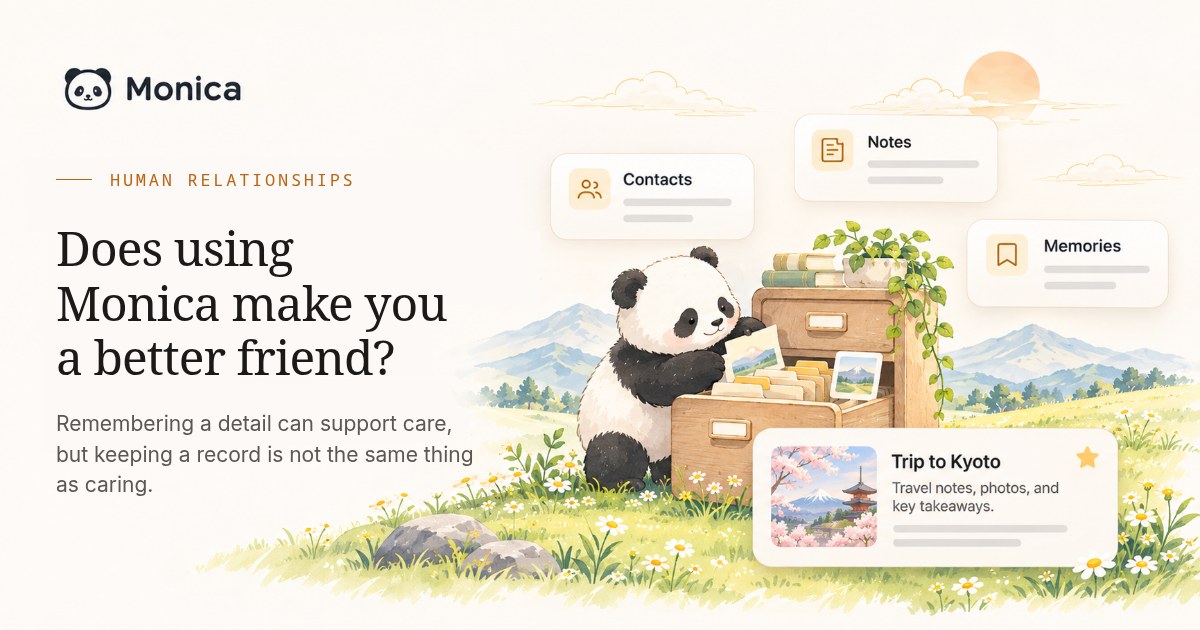 Monica
HUMAN RELATIONSHIPS
Does using
Monica make you
a better friend?
Remembering a detail can support care,
but keeping a record is not the same thing
as caring.
Contacts
Notes
Memories
Trip to Kyoto
Travel notes, photos, and
key takeaways.